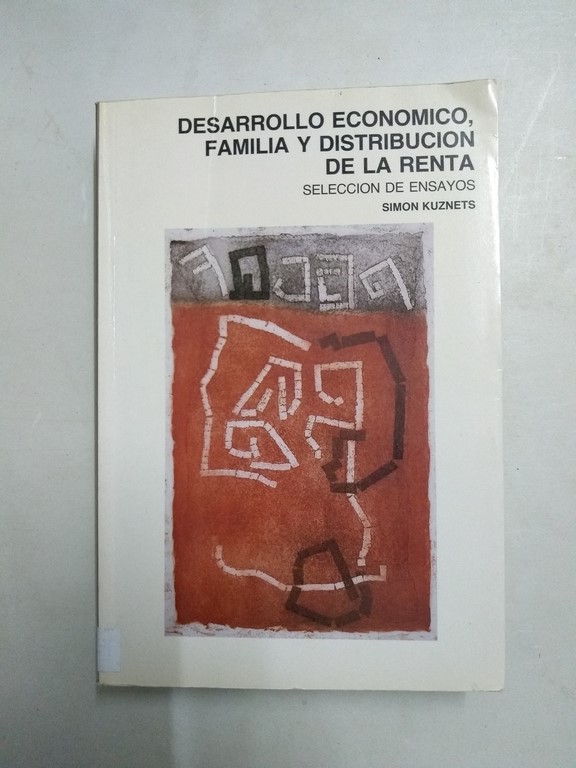 DESARROLLO ECONOMICO,
FAMILIA Y DISTRIBUCION
DE LA RENTA
SELECCION DE ENSAYOS
SIMON KUZNETS